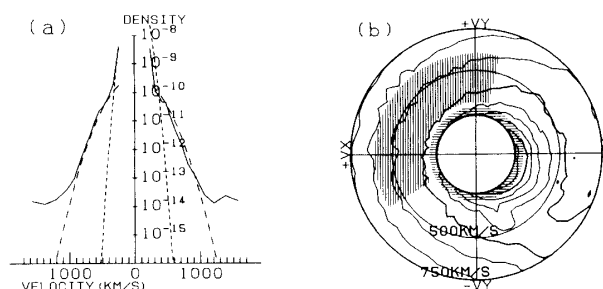 (a)
DENSITY
10⁻⁸
10⁻⁹
10⁻¹⁰
10⁻¹¹
10⁻¹²
10⁻¹³
10⁻¹⁴
10⁻¹⁵
1000 0 1000
VELOCITY (KM/S)
(b)
+VY
+VX
500KM/S
750KM/S
-VY